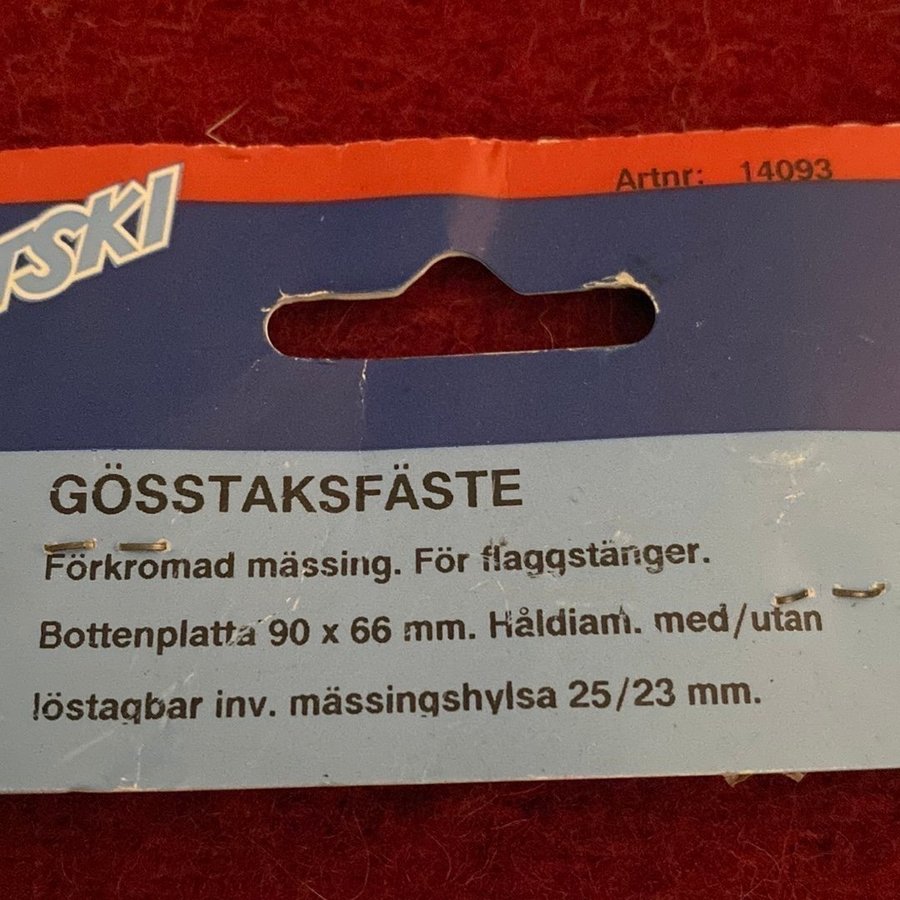 Artnr: 14093
TSKI
GÖSSTAKSFÄSTE
Förkromad mässing. För flaggstänger.
Bottenplatta 90 x 66 mm. Håldiam. med/utan
löstagbar inv. mässingshylsa 25/23 mm.